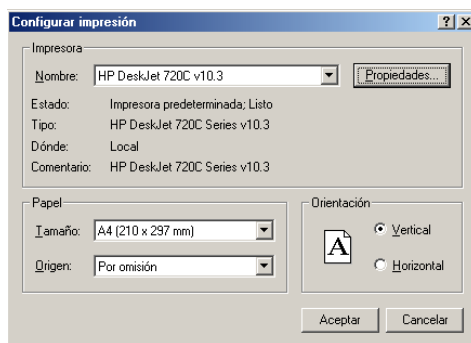 Configurar impresión
Impresora
Nombre: HP DeskJet 720C v10.3 Propiedades...
Estado: Impresora predeterminada; Listo
Tipo: HP DeskJet 720C Series v10.3
Dónde: Local
Comentario: HP DeskJet 720C Series v10.3
Papel
Tamaño: A4 (210 x 297 mm)
Origen: Por omisión
Orientación
A
Vertical
Horizontal
Aceptar Cancelar